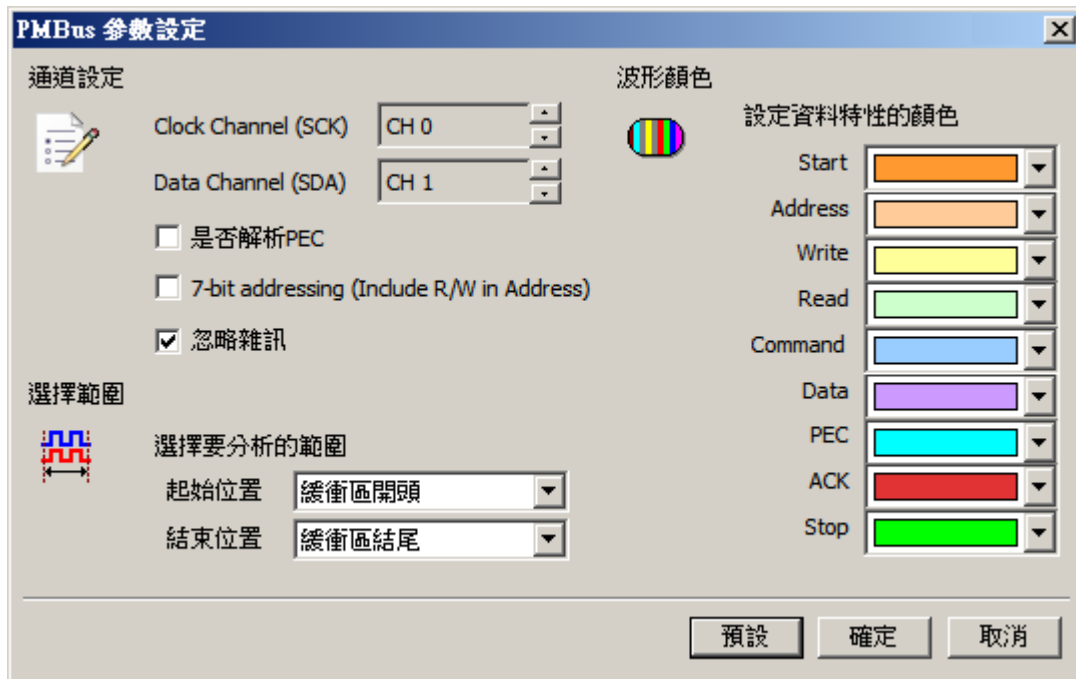 PMBus 參數設定
通道設定
Clock Channel (SCK) CH 0
Data Channel (SDA) CH 1
是否解析PEC
7-bit addressing (Include R/W in Address)
忽略雜訊
選擇範圍
選擇要分析的範圍
起始位置 緩衝區開頭
結束位置 緩衝區結尾
波形顏色
設定資料特性的顏色
Start
Address
Write
Read
Command
Data
PEC
ACK
Stop
預設 確定 取消